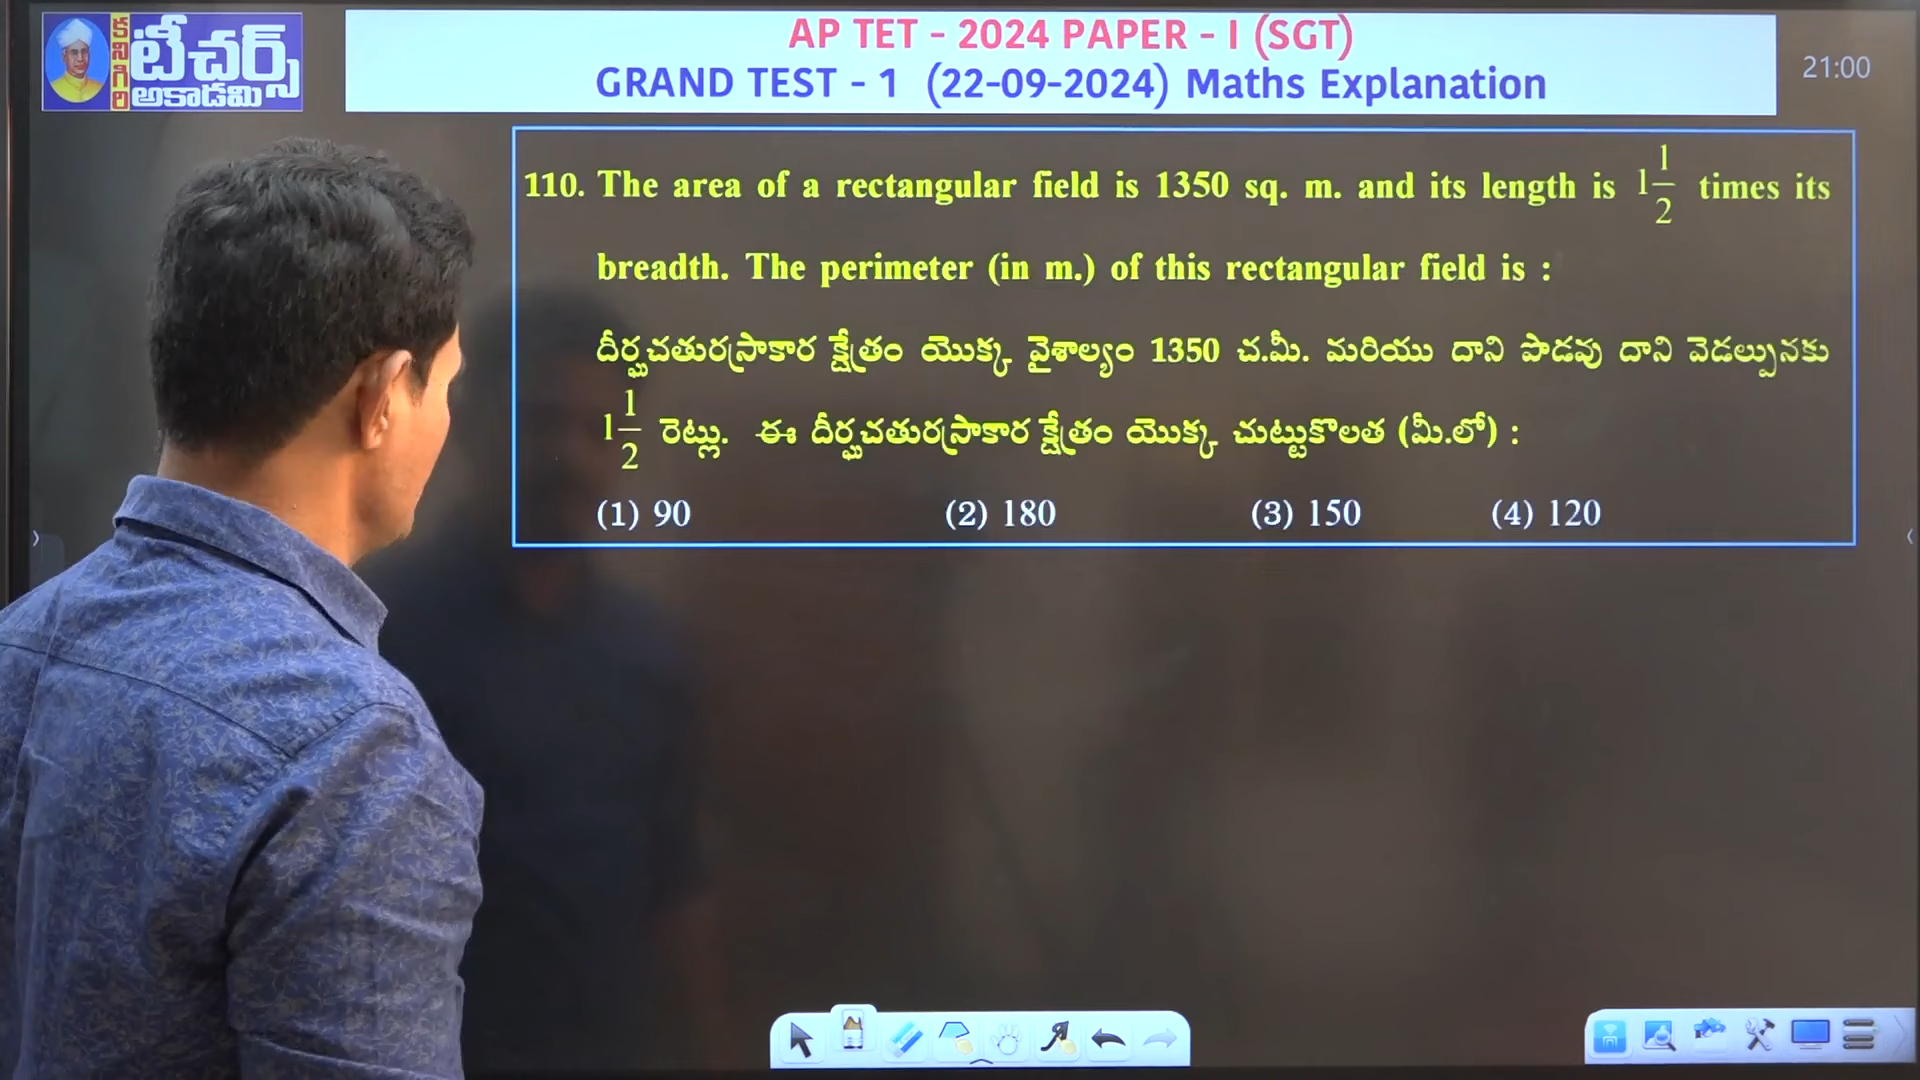 కనిగిరి
టీచర్స్
అకాడమి
AP TET - 2024 PAPER - I (SGT)
GRAND TEST - 1 (22-09-2024) Maths Explanation
21:00
110. The area of a rectangular field is 1350 sq. m. and its length is 1 1/2 times its
breadth. The perimeter (in m.) of this rectangular field is :
దీర్ఘచతురస్రాకార క్షేత్రం యొక్క వైశాల్యం 1350 చ.మీ. మరియు దాని పొడవు దాని వెడల్పునకు
1 1/2 రెట్లు. ఈ దీర్ఘచతురస్రాకార క్షేత్రం యొక్క చుట్టుకొలత (మీ.లో) :
(1) 90 (2) 180 (3) 150 (4) 120